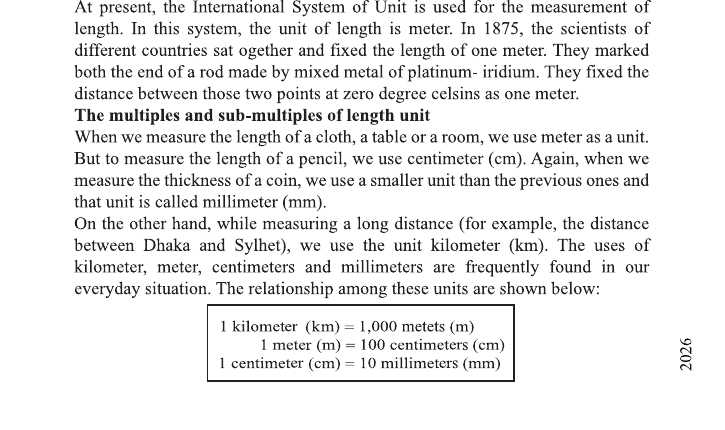 At present, the International System of Unit is used for the measurement of
length. In this system, the unit of length is meter. In 1875, the scientists of
different countries sat ogether and fixed the length of one meter. They marked
both the end of a rod made by mixed metal of platinum- iridium. They fixed the
distance between those two points at zero degree celsins as one meter.
The multiples and sub-multiples of length unit
When we measure the length of a cloth, a table or a room, we use meter as a unit.
But to measure the length of a pencil, we use centimeter (cm). Again, when we
measure the thickness of a coin, we use a smaller unit than the previous ones and
that unit is called millimeter (mm).
On the other hand, while measuring a long distance (for example, the distance
between Dhaka and Sylhet), we use the unit kilometer (km). The uses of
kilometer, meter, centimeters and millimeters are frequently found in our
everyday situation. The relationship among these units are shown below:
1 kilometer (km) = 1,000 metets (m)
1 meter (m) = 100 centimeters (cm)
1 centimeter (cm) = 10 millimeters (mm)
2026